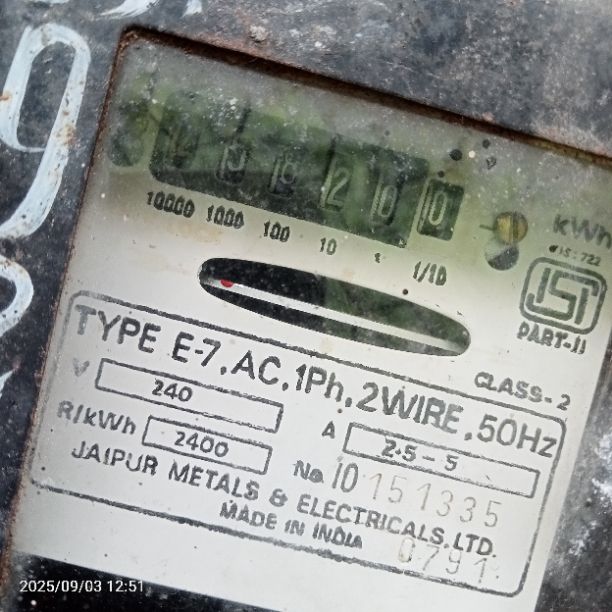 200
10000 1000 100 10 1 1/10
kWh
IS: 722
ISI
PART-II
TYPE E-7, AC, 1Ph, 2WIRE, 50Hz
CLASS-2
V 240
A 2.5-5
R/kWh 2400
No 10151335
JAIPUR METALS & ELECTRICALS, LTD.
MADE IN INDIA
0791
2025/09/03 12:51